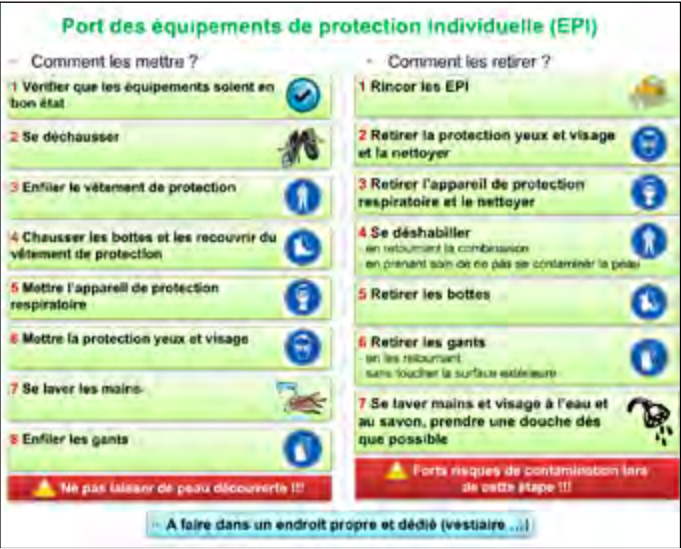 Port des équipements de protection individuelle (EPI)
- Comment les mettre ?
1 Vérifier que les équipements soient en
bon état
2 Se déchausser
3 Enfiler le vêtement de protection
4 Chausser les bottes et les recouvrir du
vêtement de protection
5 Mettre l'appareil de protection
respiratoire
6 Mettre la protection yeux et visage
7 Se laver les mains
8 Enfiler les gants
Ne pas laisser de peau découverte !!!
- Comment les retirer ?
1 Rincer les EPI
2 Retirer la protection yeux et visage
et la nettoyer
3 Retirer l'appareil de protection
respiratoire et le nettoyer
4 Se déshabiller
- en retournant la combinaison
- en prenant soin de ne pas se contaminer la peau
5 Retirer les bottes
6 Retirer les gants
- en les retournant
- sans toucher la surface extérieure
7 Se laver mains et visage à l'eau et
au savon, prendre une douche dès
que possible
Forts risques de contamination lors
de cette étape !!!
- A faire dans un endroit propre et dédié (vestiaire ...)